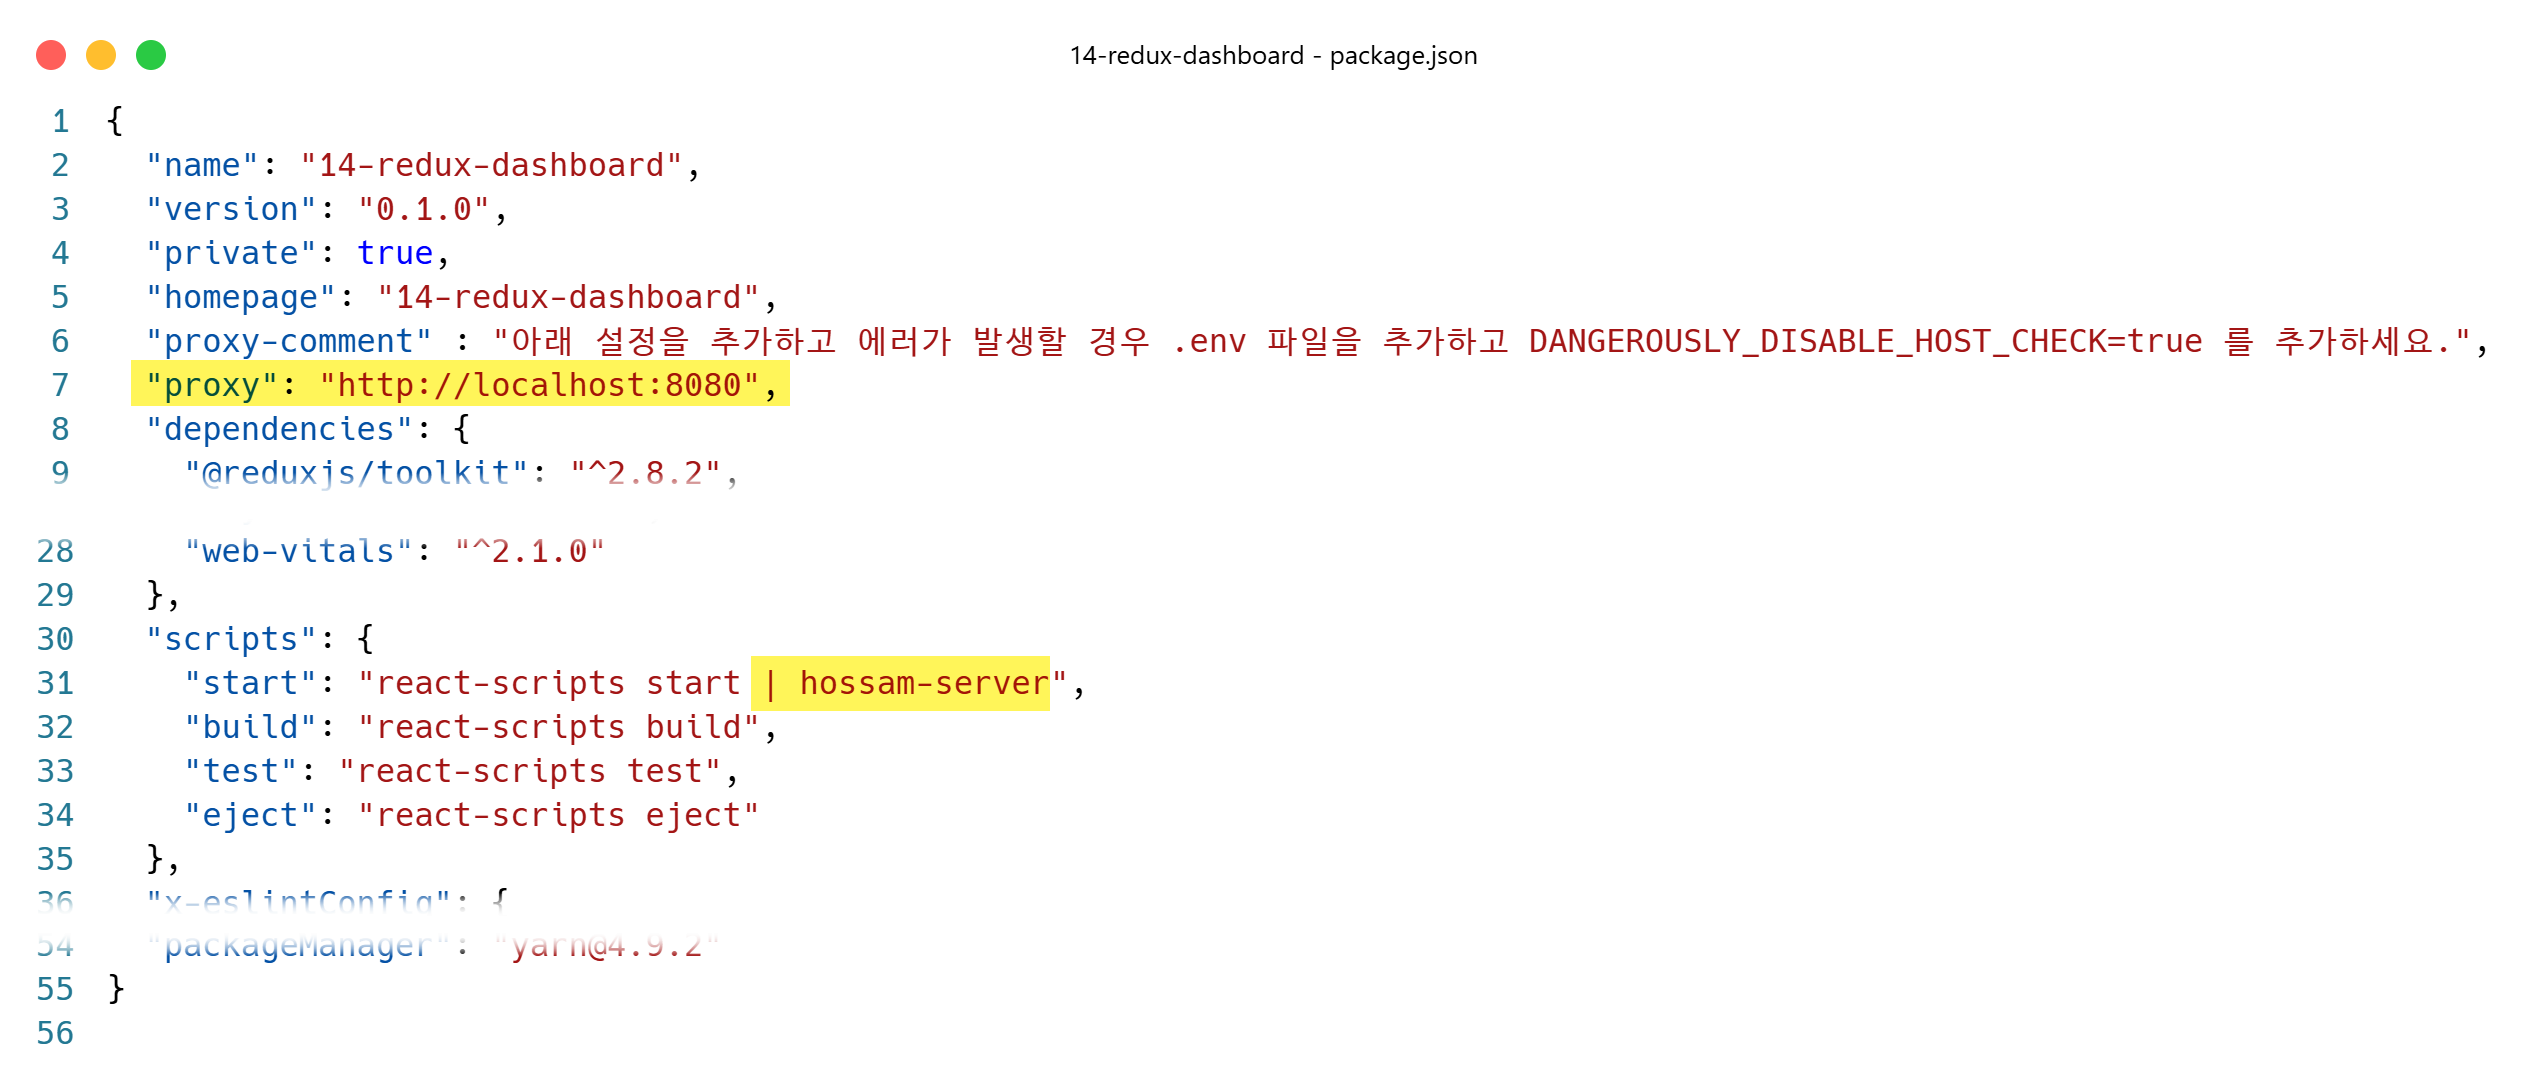 14-redux-dashboard - package.json
1 {
2 "name": "14-redux-dashboard",
3 "version": "0.1.0",
4 "private": true,
5 "homepage": "14-redux-dashboard",
6 "proxy-comment" : "아래 설정을 추가하고 에러가 발생할 경우 .env 파일을 추가하고 DANGEROUSLY_DISABLE_HOST_CHECK=true 를 추가하세요.",
7 "proxy": "http://localhost:8080",
8 "dependencies": {
9 "@reduxjs/toolkit": "^2.8.2",
28 "web-vitals": "^2.1.0"
29 },
30 "scripts": {
31 "start": "react-scripts start | hossam-server",
32 "build": "react-scripts build",
33 "test": "react-scripts test",
34 "eject": "react-scripts eject"
35 },
36 "x-eslintConfig": {
54 "packageManager": "yarn@4.9.2"
55 }
56